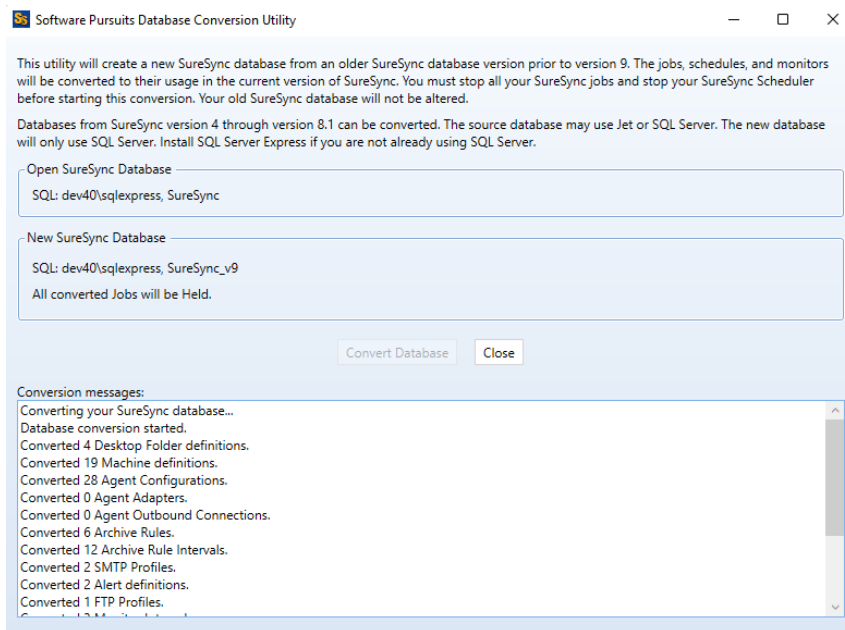 Software Pursuits Database Conversion Utility
This utility will create a new SureSync database from an older SureSync database version prior to version 9. The jobs, schedules, and monitors
will be converted to their usage in the current version of SureSync. You must stop all your SureSync jobs and stop your SureSync Scheduler
before starting this conversion. Your old SureSync database will not be altered.
Databases from SureSync version 4 through version 8.1 can be converted. The source database may use Jet or SQL Server. The new database
will only use SQL Server. Install SQL Server Express if you are not already using SQL Server.
Open SureSync Database
SQL: dev40\sqlexpress, SureSync
New SureSync Database
SQL: dev40\sqlexpress, SureSync_v9
All converted Jobs will be Held.
Convert Database Close
Conversion messages:
Converting your SureSync database...
Database conversion started.
Converted 4 Desktop Folder definitions.
Converted 19 Machine definitions.
Converted 28 Agent Configurations.
Converted 0 Agent Adapters.
Converted 0 Agent Outbound Connections.
Converted 6 Archive Rules.
Converted 12 Archive Rule Intervals.
Converted 2 SMTP Profiles.
Converted 2 Alert definitions.
Converted 1 FTP Profiles.